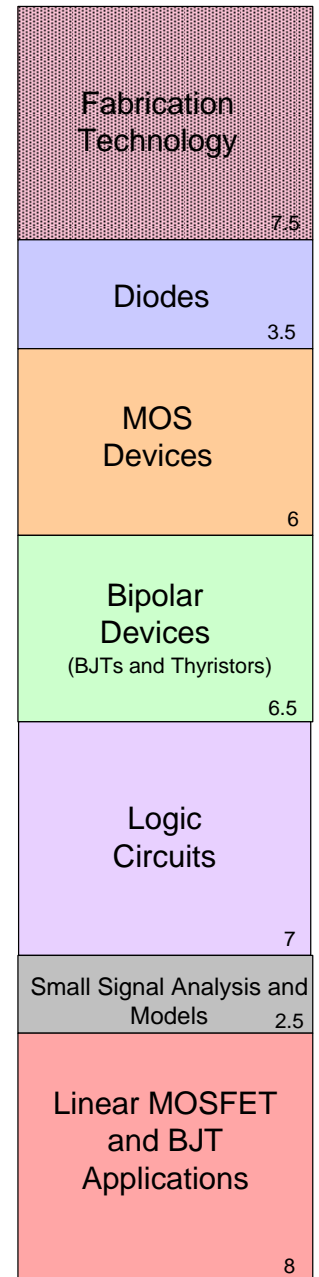 Fabrication
Technology
7.5
Diodes
3.5
MOS
Devices
6
Bipolar
Devices
(BJTs and Thyristors)
6.5
Logic
Circuits
7
Small Signal Analysis and
Models 2.5
Linear MOSFET
and BJT
Applications
8